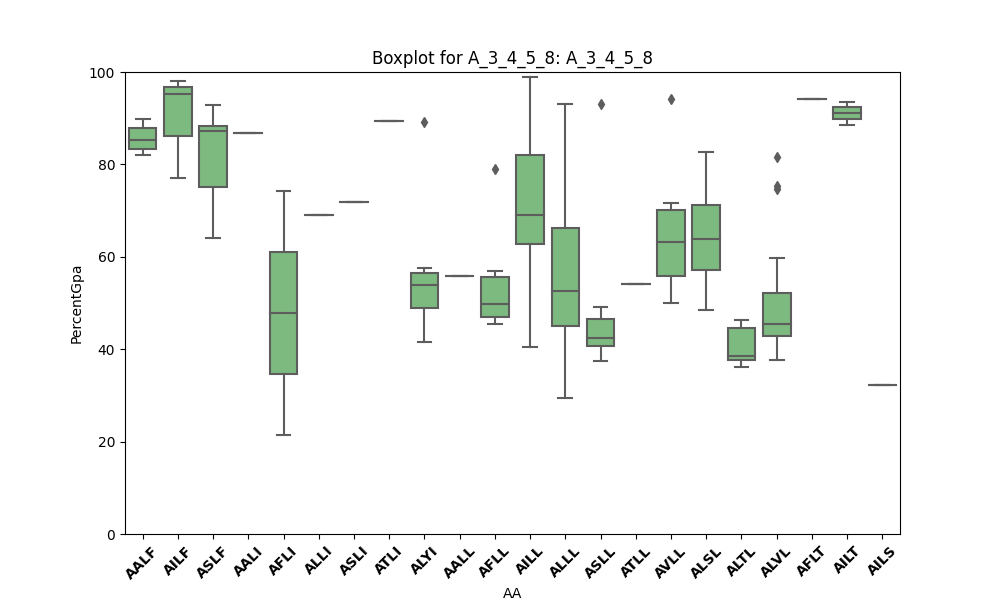 Boxplot for A_3_4_5_8: A_3_4_5_8
100
80
60
40
20
0
PercentGpa
AALF AILF ASLF AALI AFLI ALLI ASLI ATLI ALYI AALL AFLL AILL ALLL ASLL ATLL AVLL ALSL ALTL ALVL AFLT AILT AILS
AA